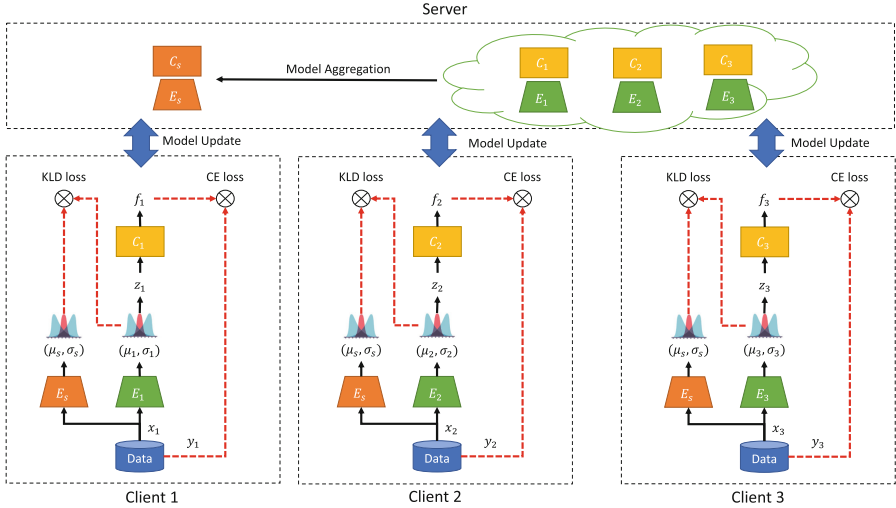 Server
C_s
E_s
Model Aggregation
C_1
C_2
C_3
E_1
E_2
E_3
Model Update
Model Update
Model Update
KLD loss
CE loss
f_1
C_1
z_1
(μ_s, σ_s)
(μ_1, σ_1)
E_s
E_1
x_1
y_1
Data
Client 1
KLD loss
CE loss
f_2
C_2
z_2
(μ_s, σ_s)
(μ_2, σ_2)
E_s
E_2
x_2
y_2
Data
Client 2
KLD loss
CE loss
f_3
C_3
z_3
(μ_s, σ_s)
(μ_3, σ_3)
E_s
E_3
x_3
y_3
Data
Client 3